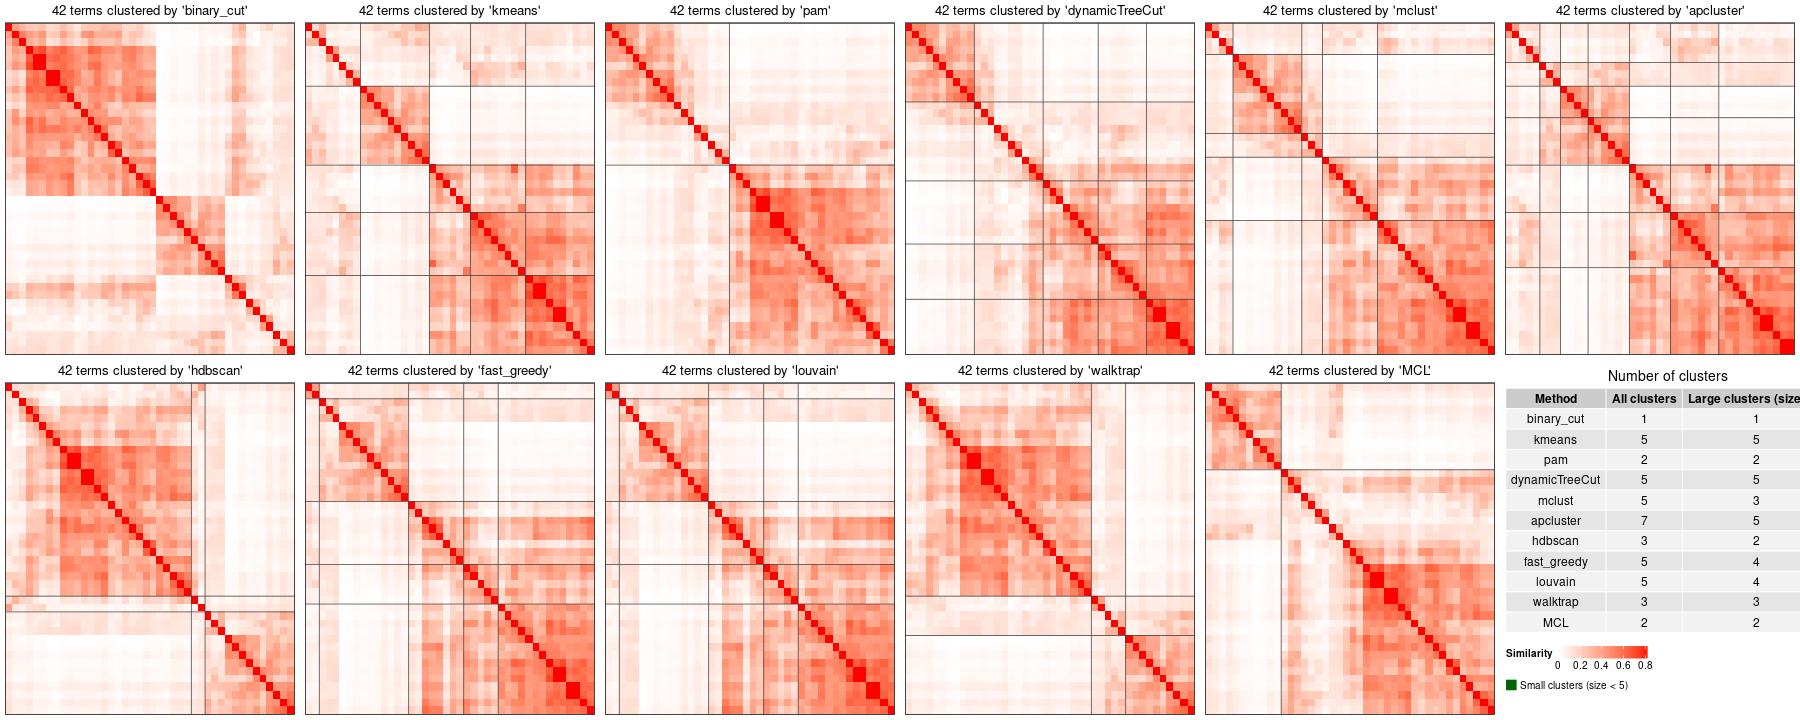 42 terms clustered by 'binary_cut'
42 terms clustered by 'kmeans'
42 terms clustered by 'pam'
42 terms clustered by 'dynamicTreeCut'
42 terms clustered by 'mclust'
42 terms clustered by 'apcluster'
42 terms clustered by 'hdbscan'
42 terms clustered by 'fast_greedy'
42 terms clustered by 'louvain'
42 terms clustered by 'walktrap'
42 terms clustered by 'MCL'
Number of clusters
Method All clusters Large clusters (size
binary_cut 1 1
kmeans 5 5
pam 2 2
dynamicTreeCut 5 5
mclust 5 3
apcluster 7 5
hdbscan 3 2
fast_greedy 5 4
louvain 5 4
walktrap 3 3
MCL 2 2
Similarity
0 0.2 0.4 0.6 0.8
Small clusters (size < 5)